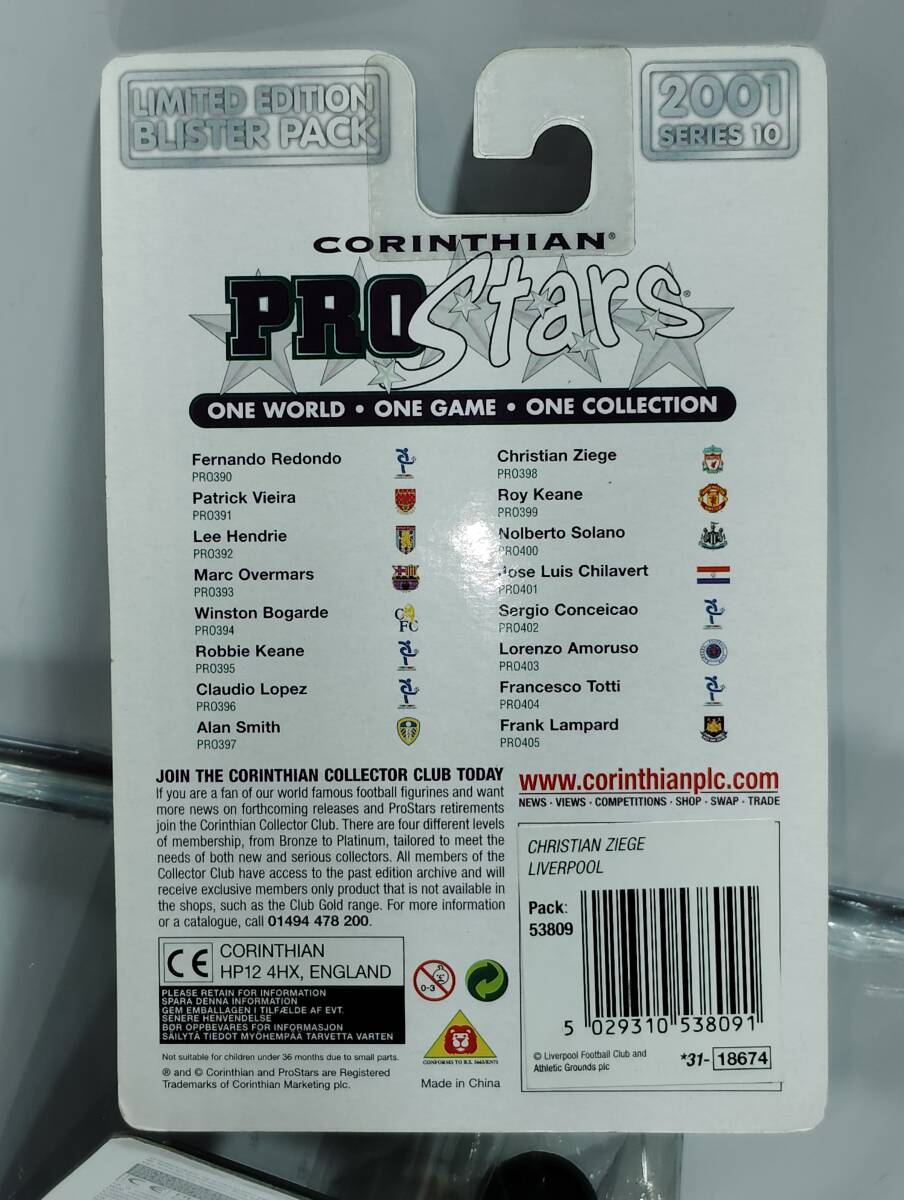 LIMITED EDITION
BLISTER PACK
2001
SERIES 10
CORINTHIAN®
PRO Stars®
ONE WORLD • ONE GAME • ONE COLLECTION
Fernando Redondo
PRO390
Patrick Vieira
PRO391
Lee Hendrie
PRO392
Marc Overmars
PRO393
Winston Bogarde
PRO394
Robbie Keane
PRO395
Claudio Lopez
PRO396
Alan Smith
PRO397
Christian Ziege
PRO398
Roy Keane
PRO399
Nolberto Solano
PRO400
Jose Luis Chilavert
PRO401
Sergio Conceicao
PRO402
Lorenzo Amoruso
PRO403
Francesco Totti
PRO404
Frank Lampard
PRO405
JOIN THE CORINTHIAN COLLECTOR CLUB TODAY
If you are a fan of our world famous football figurines and want
more news on forthcoming releases and ProStars retirements
join the Corinthian Collector Club. There are four different levels
of membership, from Bronze to Platinum, tailored to meet the
needs of both new and serious collectors. All members of the
Collector Club have access to the past edition archive and will
receive exclusive members only product that is not available in
the shops, such as the Club Gold range. For more information
or a catalogue, call 01494 478 200.
www.corinthianplc.com
NEWS · VIEWS · COMPETITIONS · SHOP · SWAP · TRADE
CHRISTIAN ZIEGE
LIVERPOOL
Pack:
53809
5 029310 538091
© Liverpool Football Club and
Athletic Grounds plc
*31- 18674
CE CORINTHIAN
HP12 4HX, ENGLAND
PLEASE RETAIN FOR INFORMATION
SPARA DENNA INFORMATION
GEM EMBALLAGEN I TILFÆLDE AF EVT.
SENERE HENVENDELSE
BØR OPPBEVARES FOR INFORMASJON
SÄILYTÄ TIEDOT MYÖHEMPÄÄ TARVETTA VARTEN
Not suitable for children under 36 months due to small parts.
® and © Corinthian and ProStars are Registered
Trademarks of Corinthian Marketing plc.
0-3
Made in China